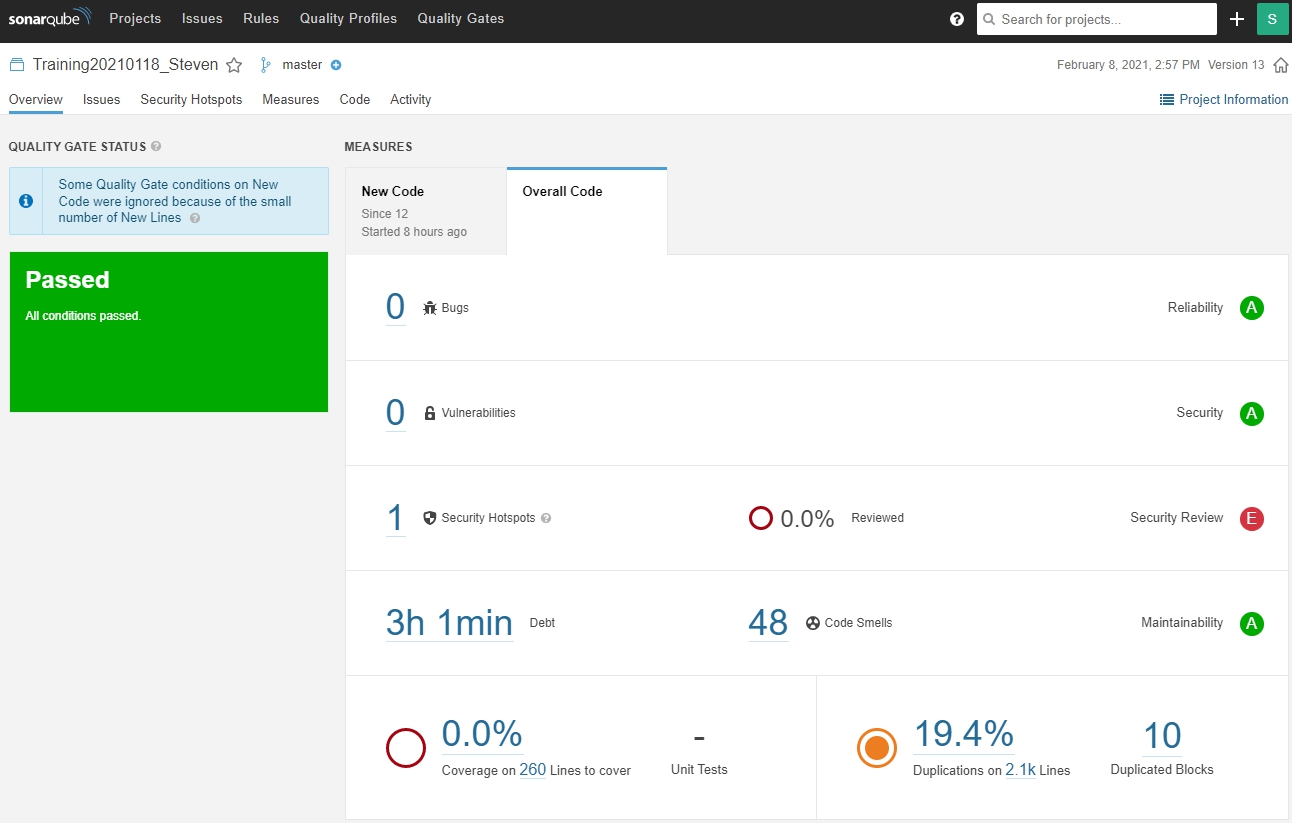 sonarqube Projects Issues Rules Quality Profiles Quality Gates ? Search for projects... + S
Training20210118_Steven master February 8, 2021, 2:57 PM Version 13
Overview Issues Security Hotspots Measures Code Activity Project Information
QUALITY GATE STATUS ?
Some Quality Gate conditions on New
Code were ignored because of the small
number of New Lines ?
Passed
All conditions passed.
MEASURES
New Code
Since 12
Started 8 hours ago
Overall Code
0 Bugs Reliability A
0 Vulnerabilities Security A
1 Security Hotspots ? 0.0% Reviewed Security Review E
3h 1min Debt 48 Code Smells Maintainability A
0.0%
Coverage on 260 Lines to cover
-
Unit Tests
19.4%
Duplications on 2.1k Lines
10
Duplicated Blocks